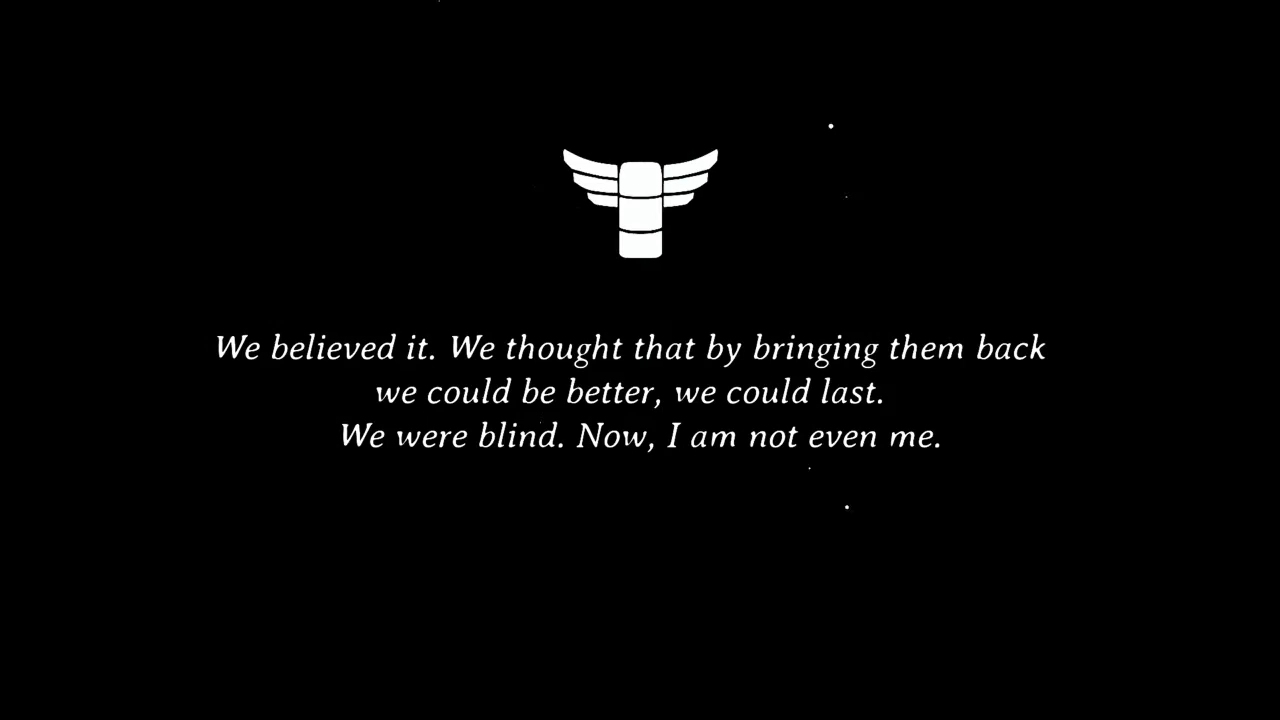 We believed it. We thought that by bringing them back
we could be better, we could last.
We were blind. Now, I am not even me.